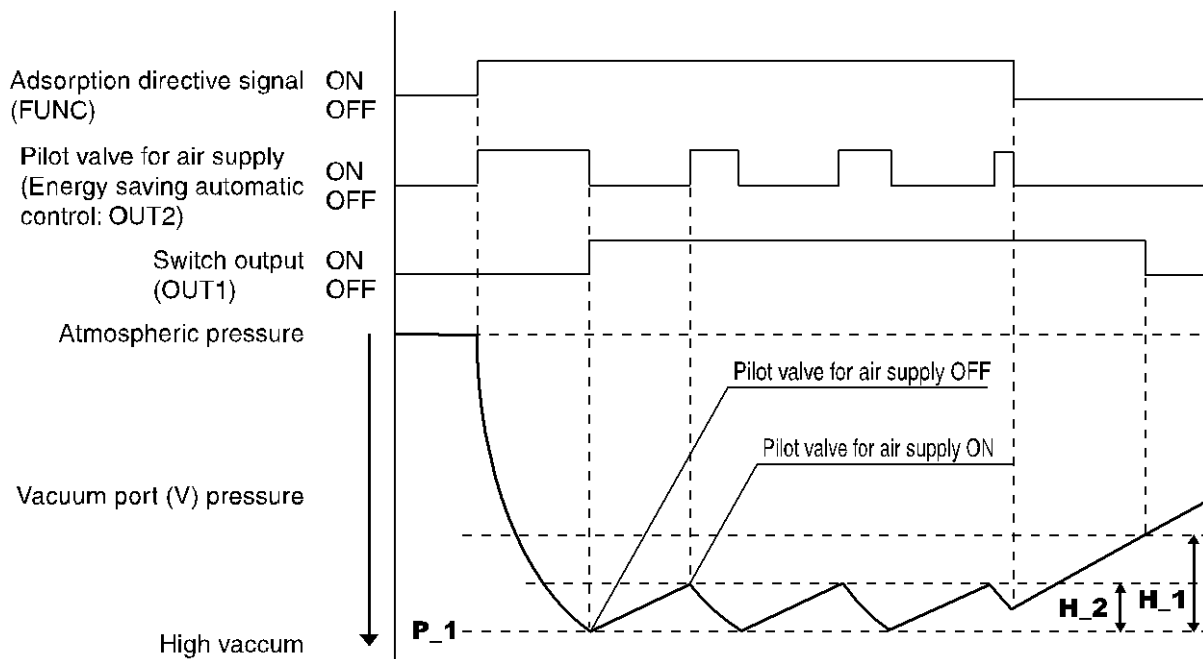 Adsorption directive signal
(FUNC)
ON
OFF
Pilot valve for air supply
(Energy saving automatic
control: OUT2)
ON
OFF
Switch output
(OUT1)
ON
OFF
Atmospheric pressure
Pilot valve for air supply OFF
Pilot valve for air supply ON
Vacuum port (V) pressure
P_1
H_2
H_1
High vaccum